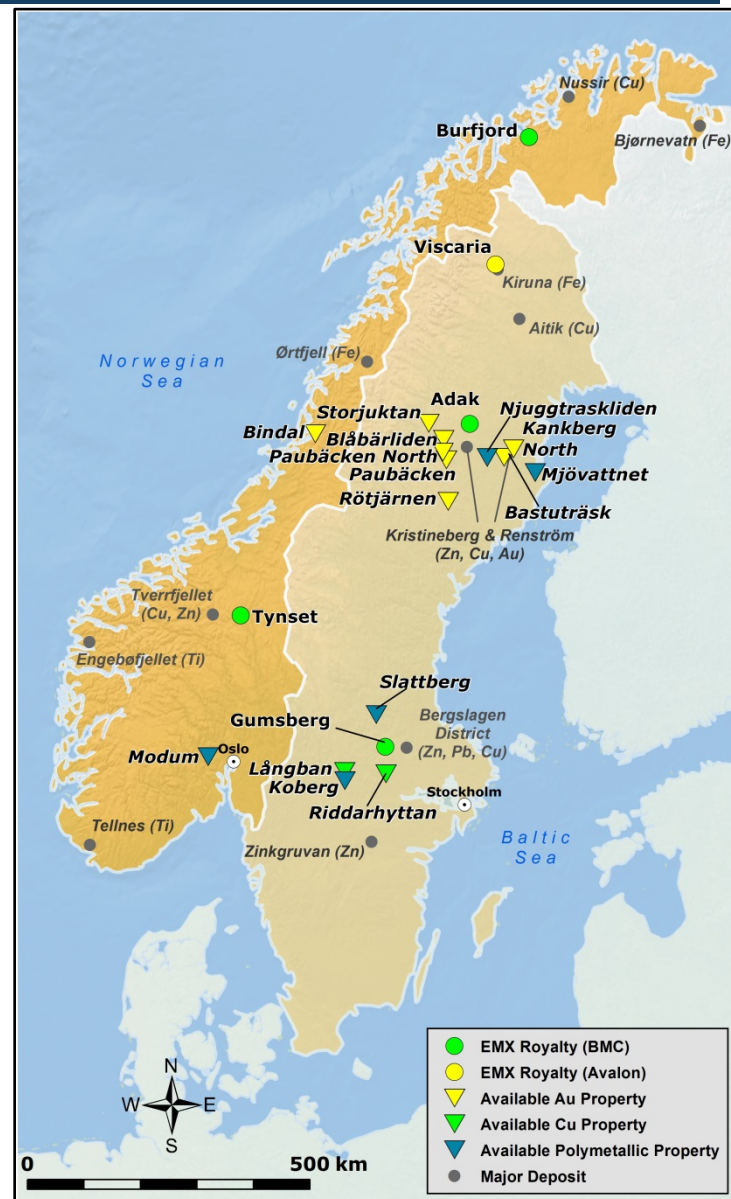 Nussir (Cu)
Burfjord
Bjørnevatn (Fe)
Viscaria
Kiruna (Fe)
Aitik (Cu)
Norwegian
Sea
Ørtfjell (Fe)
Adak
Storjuktan
Njuggtraskliden
Kankberg
North
Bindal
Blåbärliden
Paubäcken North
Paubäcken
Mjövattnet
Bastuträsk
Rötjärnen
Kristineberg & Renström
(Zn, Cu, Au)
Tverrfjellet
(Cu, Zn)
Tynset
Engebøfjellet (Ti)
Slattberg
Gumsberg
Bergslagen
District
(Zn, Pb, Cu)
Modum
Oslo
Långban
Koberg
Stockholm
Riddarhyttan
Tellnes (Ti)
Zinkgruvan (Zn)
Baltic
Sea
EMX Royalty (BMC)
EMX Royalty (Avalon)
Available Au Property
Available Cu Property
Available Polymetallic Property
Major Deposit
N
W E
S
0 500 km